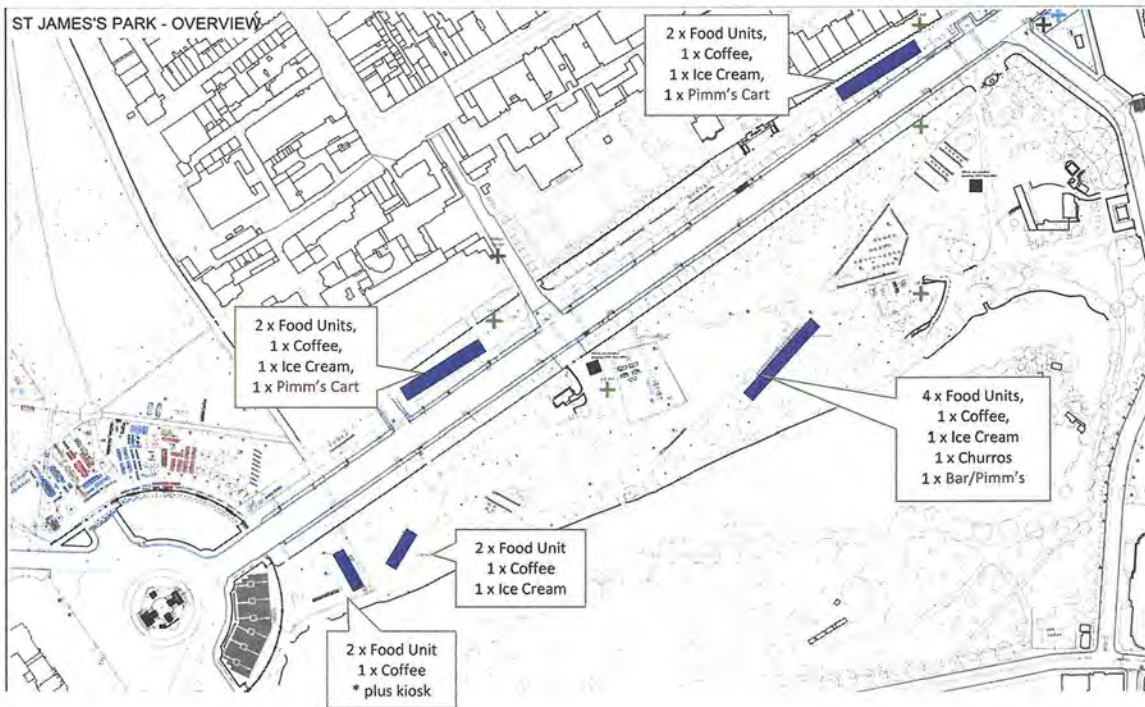 ST JAMES'S PARK - OVERVIEW
2 x Food Units,
1 x Coffee,
1 x Ice Cream,
1 x Pimm's Cart
2 x Food Units,
1 x Coffee,
1 x Ice Cream,
1 x Pimm's Cart
4 x Food Units,
1 x Coffee,
1 x Ice Cream
1 x Churros
1 x Bar/Pimm's
2 x Food Unit
1 x Coffee
1 x Ice Cream
2 x Food Unit
1 x Coffee
* plus kiosk